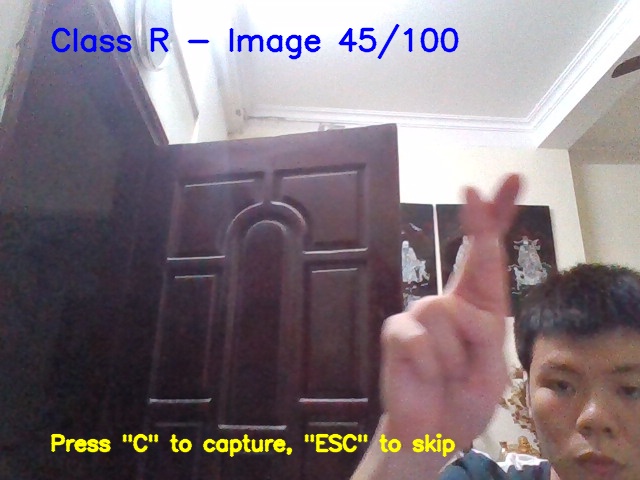 Class R - Image 45/100
Press "C" to capture, "ESC" to skip